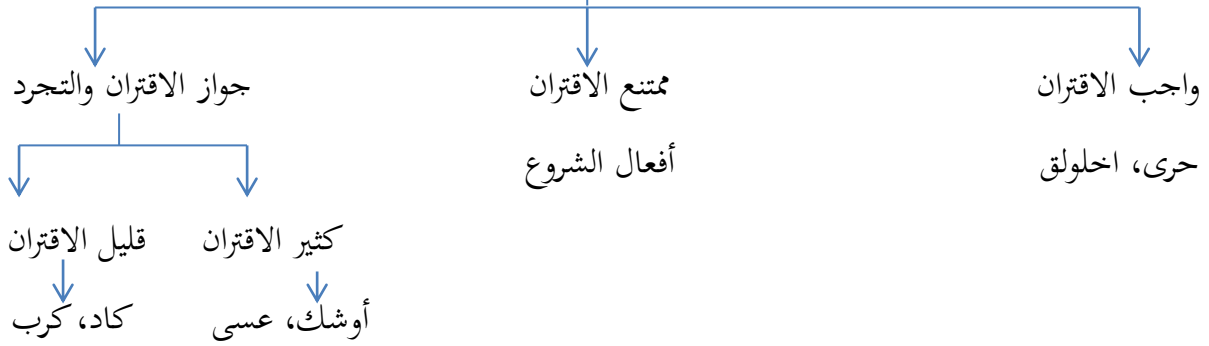 واجب الاقتران
ممتنع الاقتران
جواز الاقتران والتجرد
حرى، اخلولق
أفعال الشروع
كثير الاقتران
قليل الاقتران
أوشك، عسى
كاد، كرب